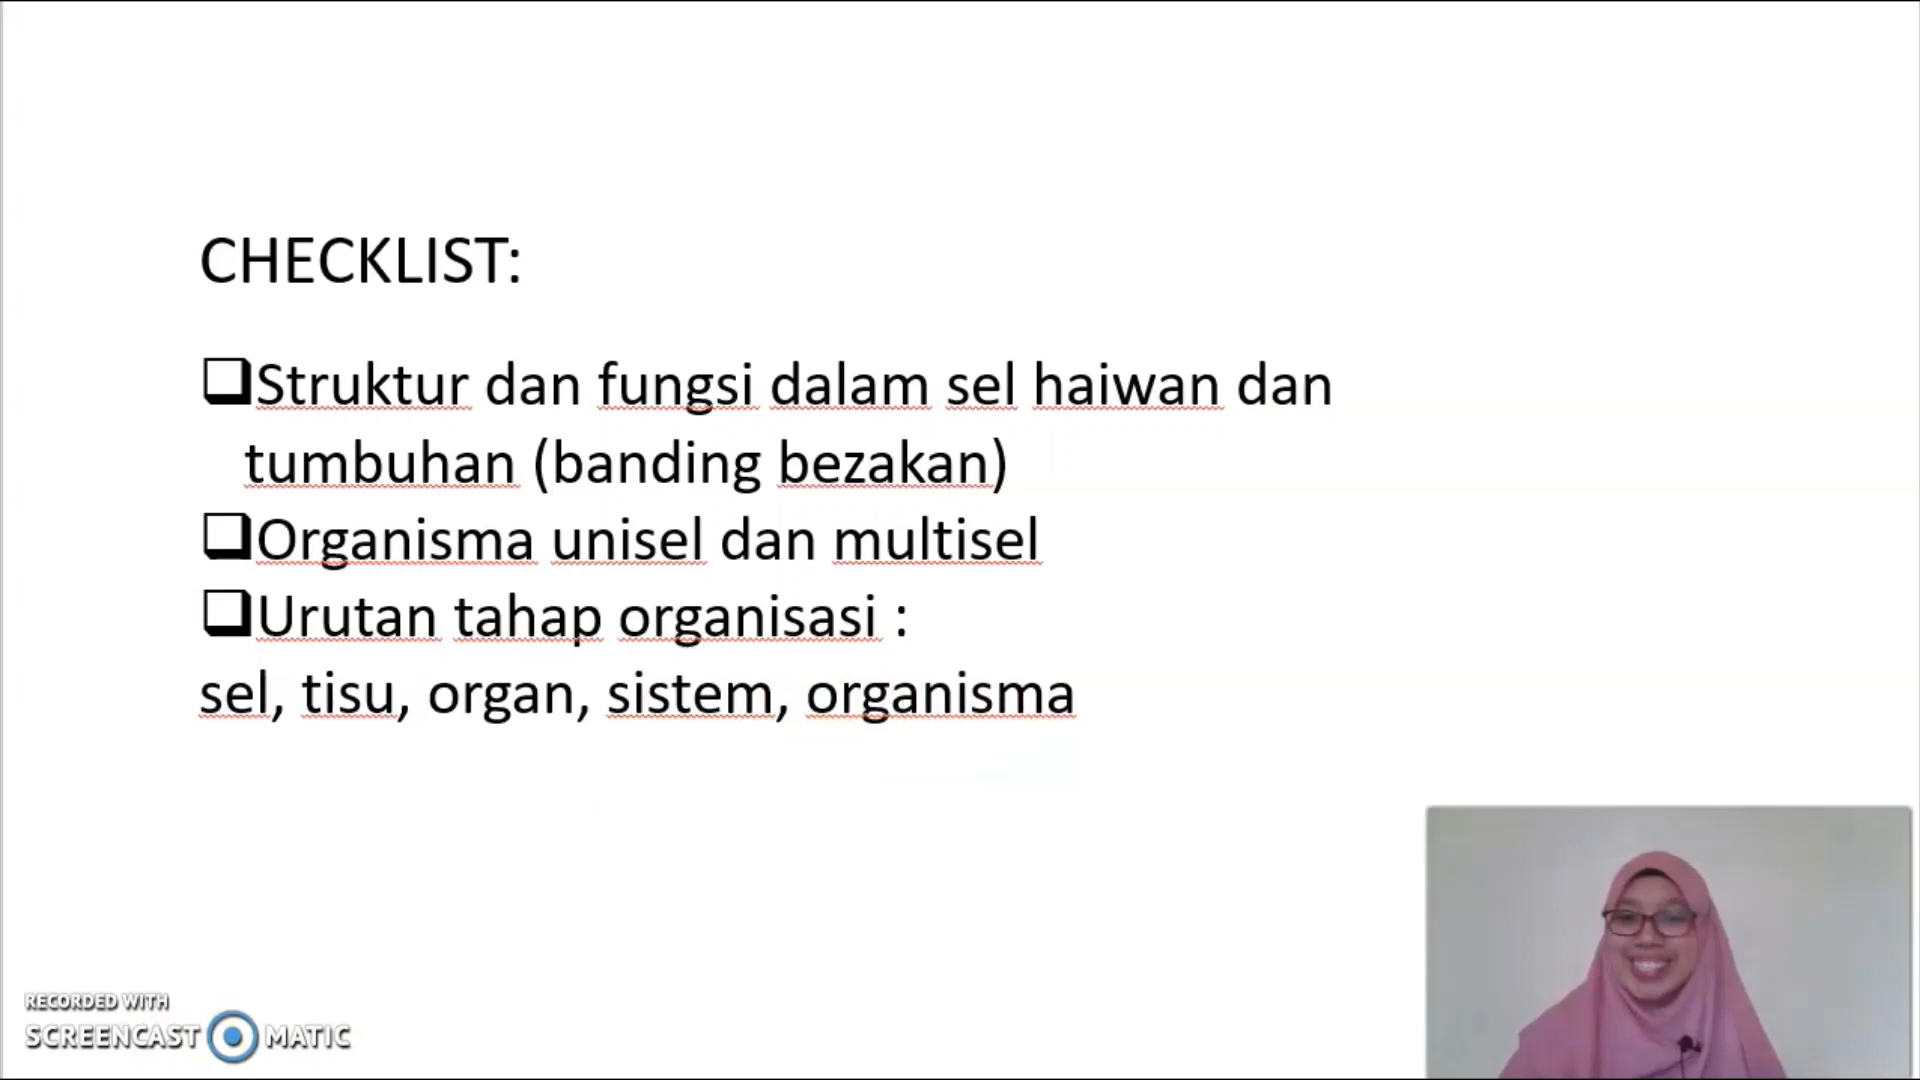 CHECKLIST:
❑Struktur dan fungsi dalam sel haiwan dan
tumbuhan (banding bezakan)
❑Organisma unisel dan multisel
❑Urutan tahap organisasi :
sel, tisu, organ, sistem, organisma
RECORDED WITH
SCREENCAST MATIC